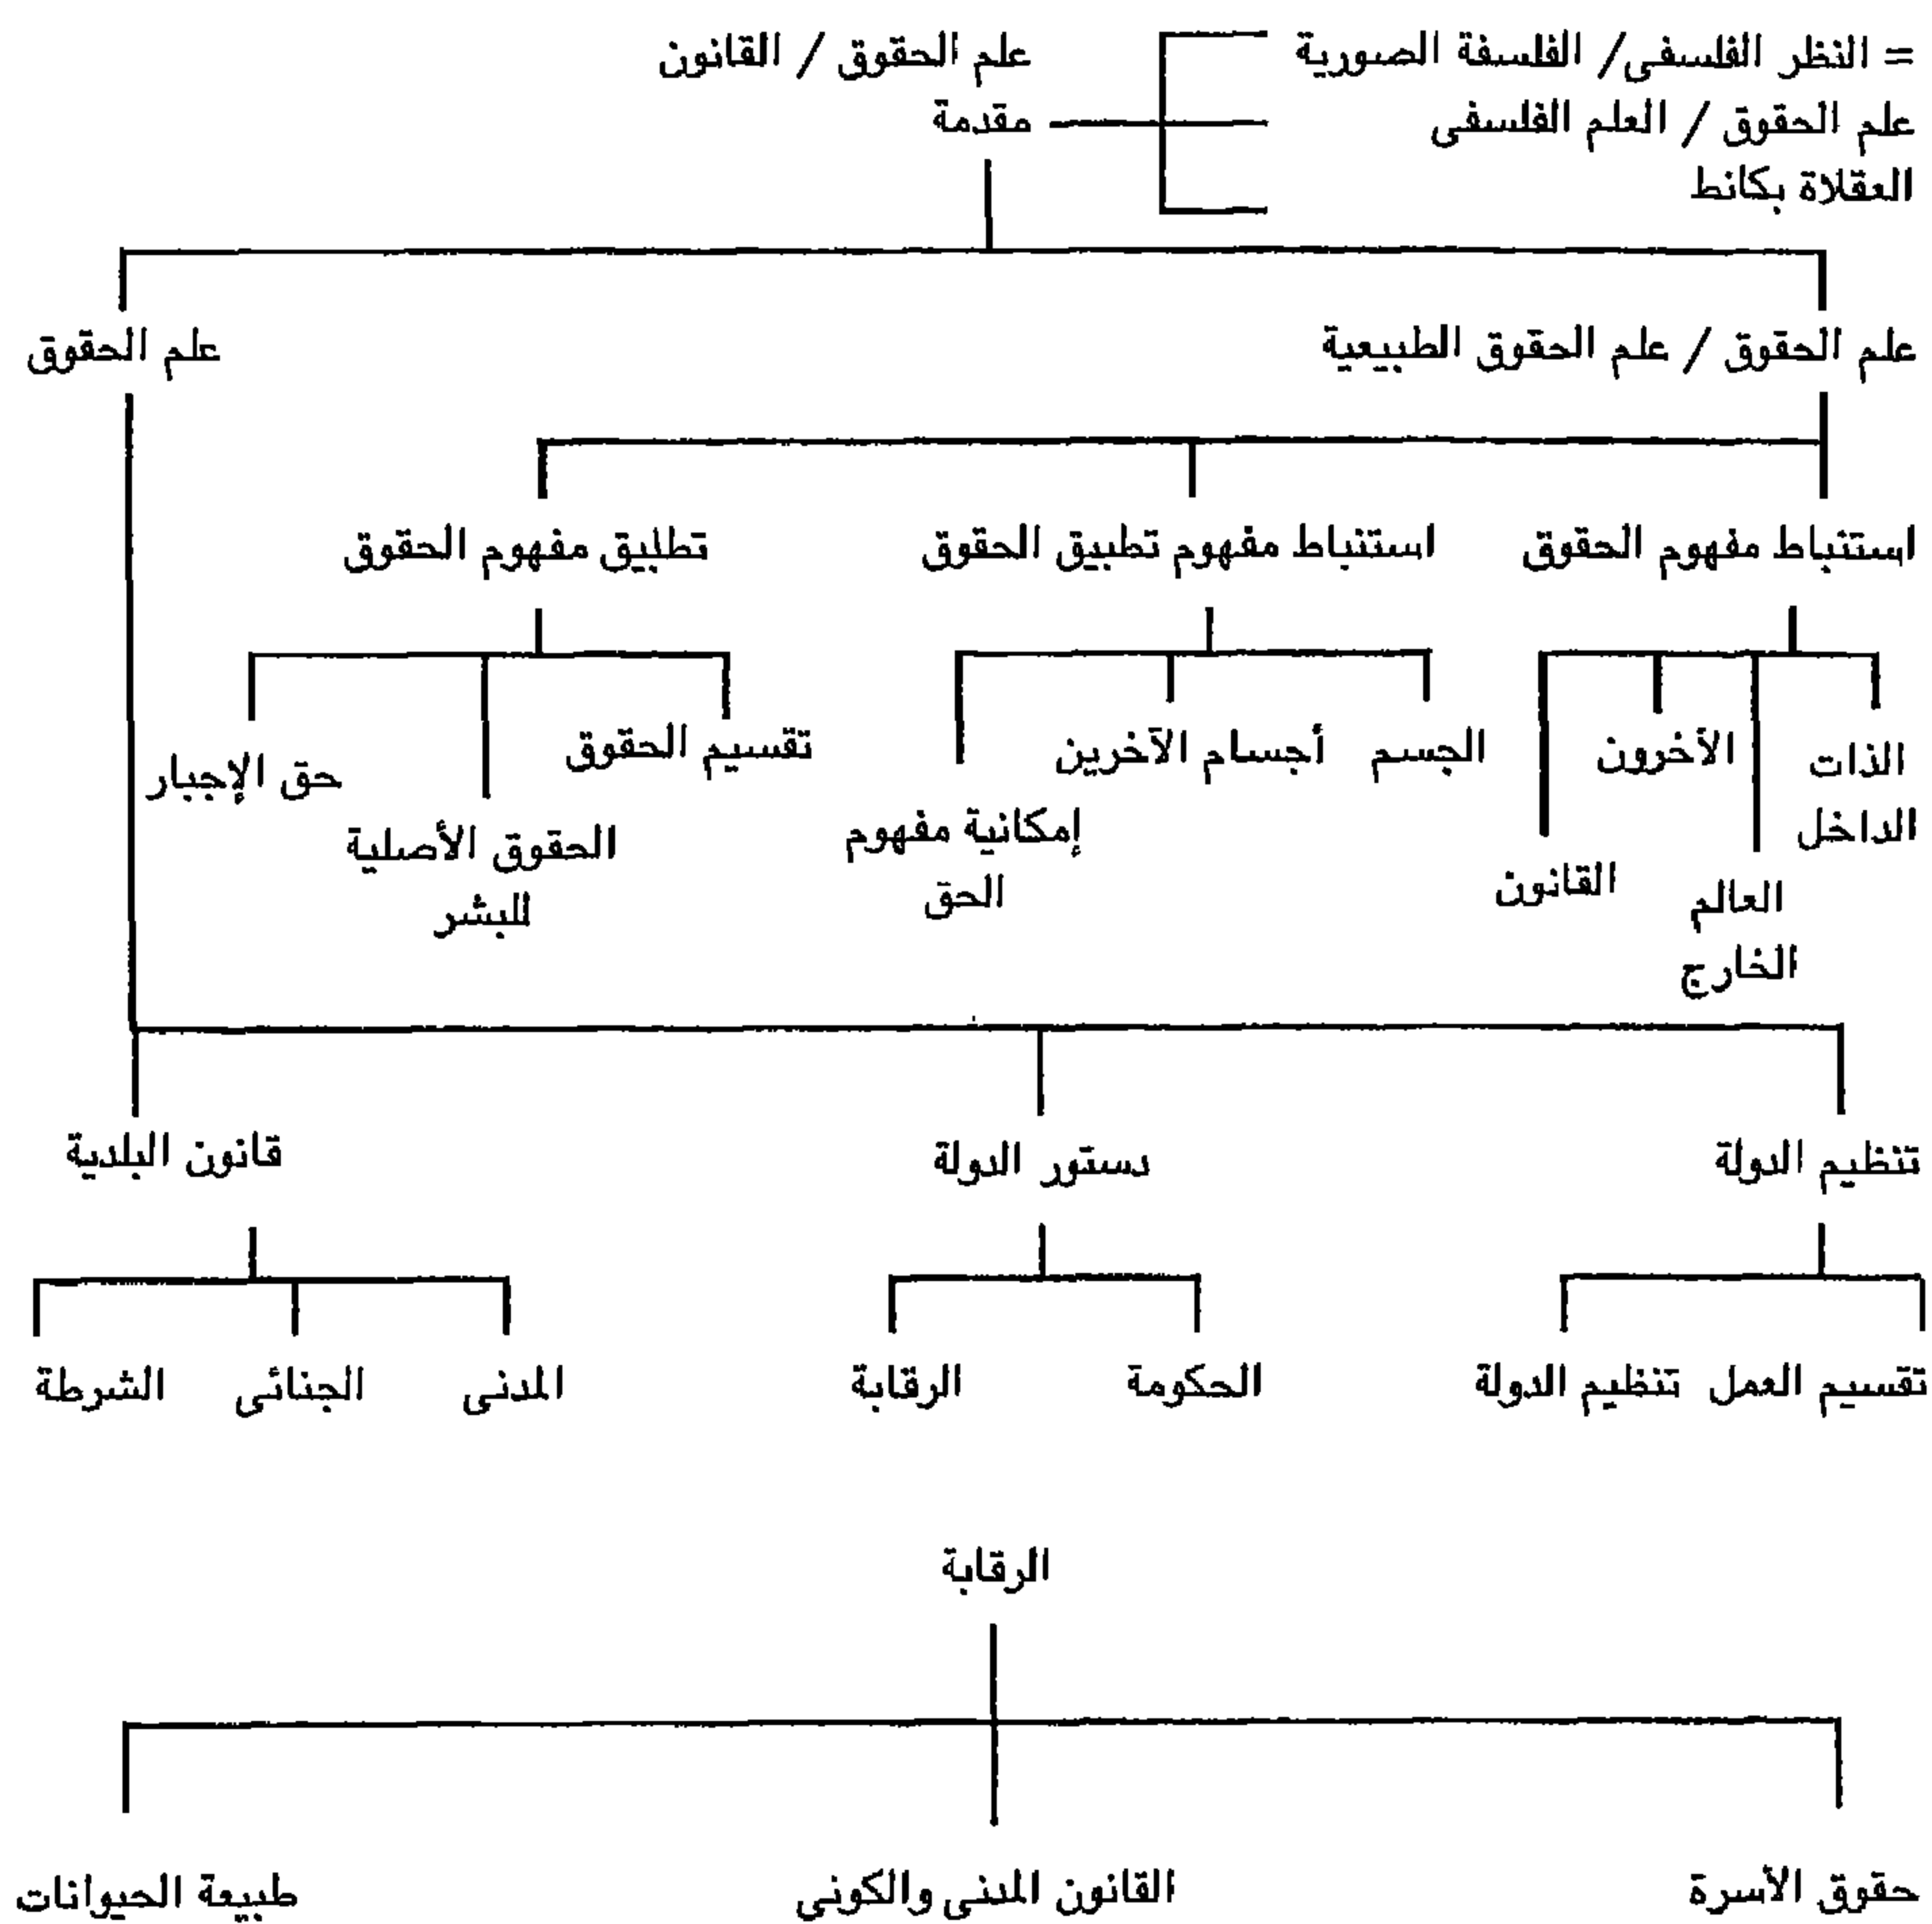 = النظر الفلسفى/ الفلسفة الصورية
علم الحقوق / القانون
علم الحقوق / العلم الفلسفى
مقدمة
العقلاة بكانط
علم الحقوق / علم الحقوق الطبيعية
علم الحقوق
استنباط مفهوم الحقوق
استنباط مفهوم تطبيق الحقوق
تطبيق مفهوم الحقوق
الذات
الداخل
العالم
الخارج
الأخرون
القانون
الجسم
أجسام الآخرين
إمكانية مفهوم
الحق
تقسيم الحقوق
الحقوق الأصلية
للبشر
حق الإجبار
تنظيم الدولة
دستور الدولة
قانون البلدية
تقسيم العمل
تنظيم الدولة
الحكومة
الرقابة
المدنى
الجنائى
الشرطة
الرقابة
حقوق الأسرة
القانون المدنى والكونى
طبيعة الحيوانات